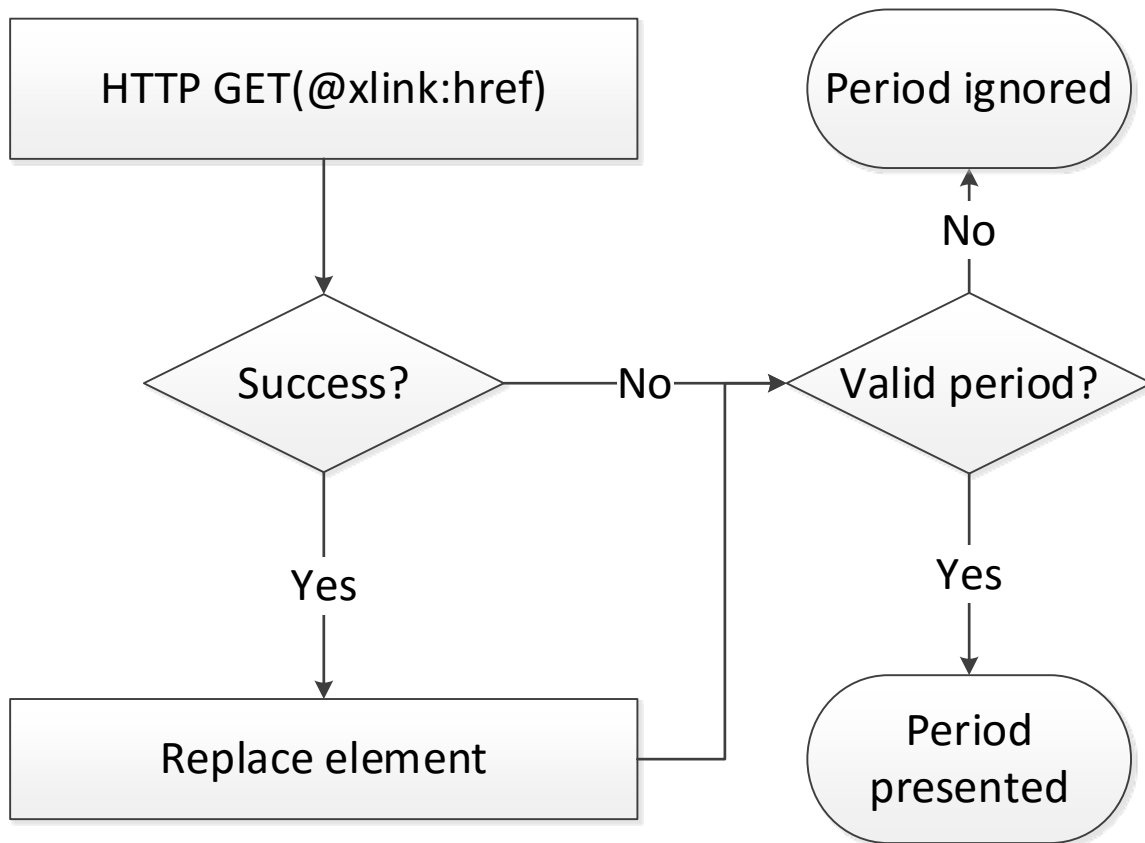 HTTP GET(@xlink:href)
Period ignored
No
Success?
No
Valid period?
Yes
Yes
Replace element
Period
presented